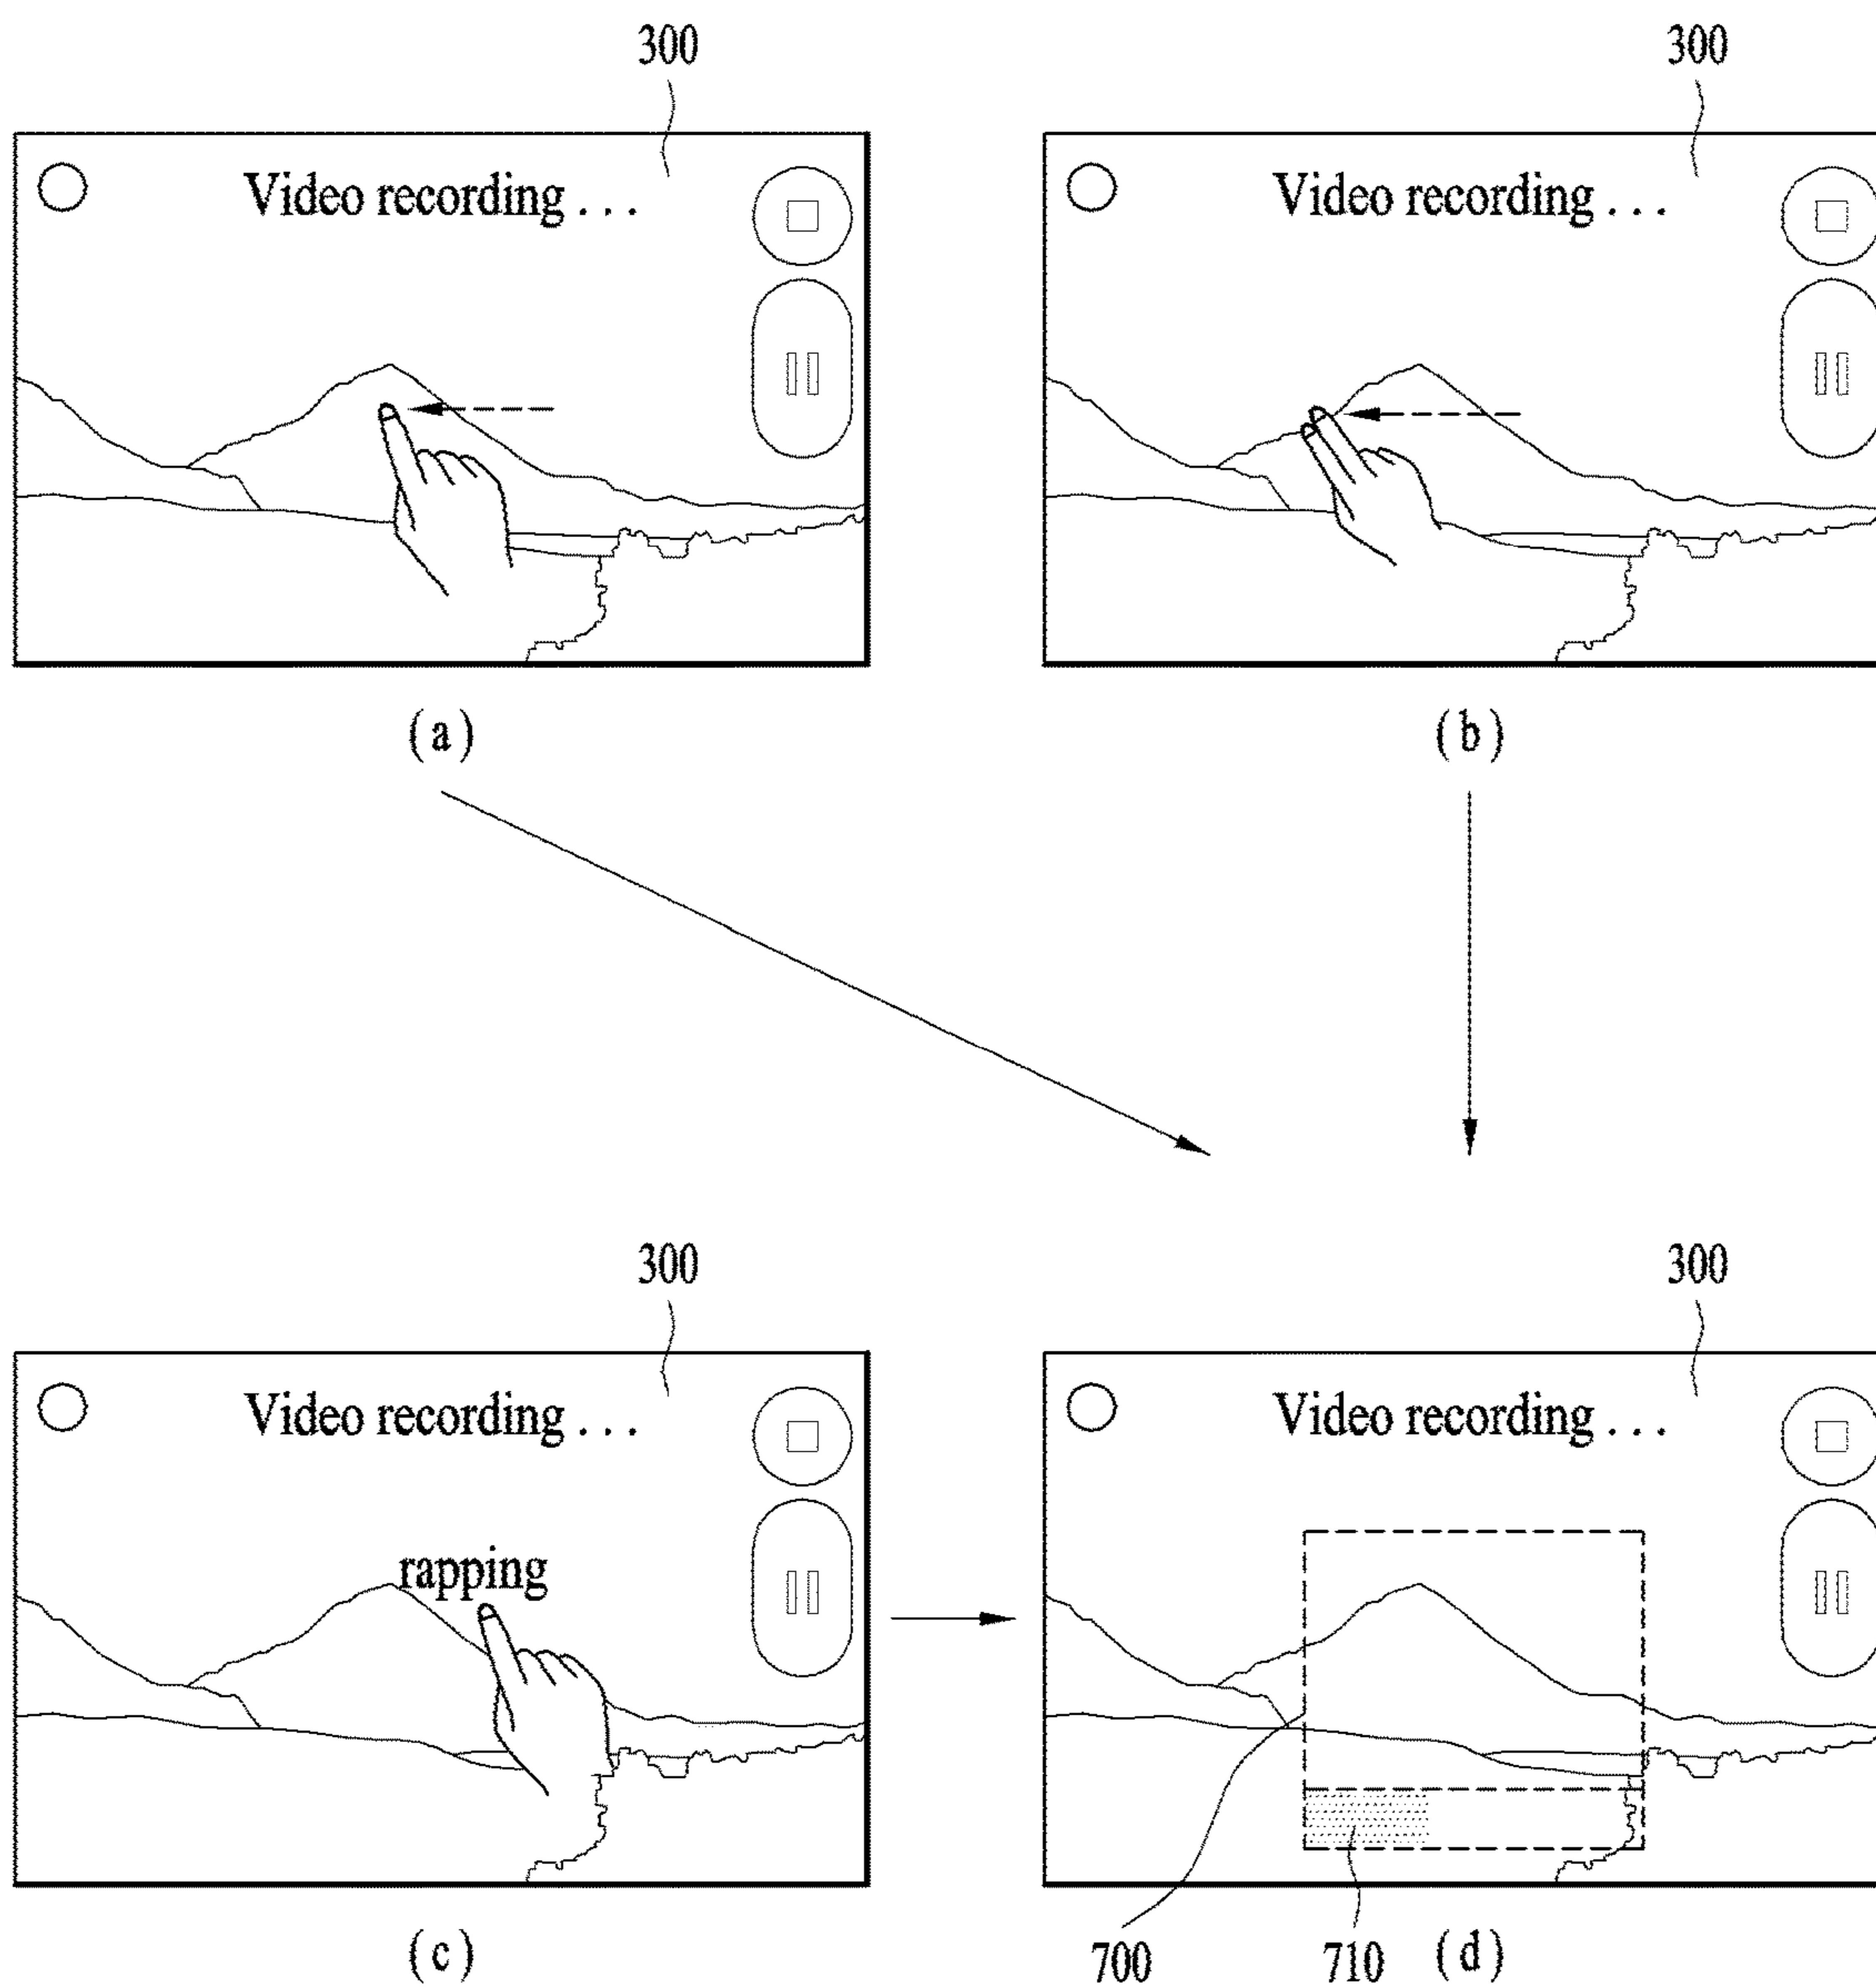 300
300
Video recording . . .
Video recording . . .
(a)
(b)
300
300
Video recording . . .
Video recording . . .
rapping
(c)
700
710
(d)